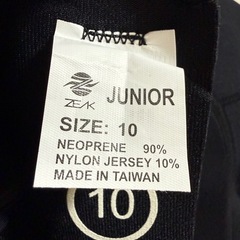 ZEAK JUNIOR
SIZE: 10
NEOPRENE 90%
NYLON JERSEY 10%
MADE IN TAIWAN
10